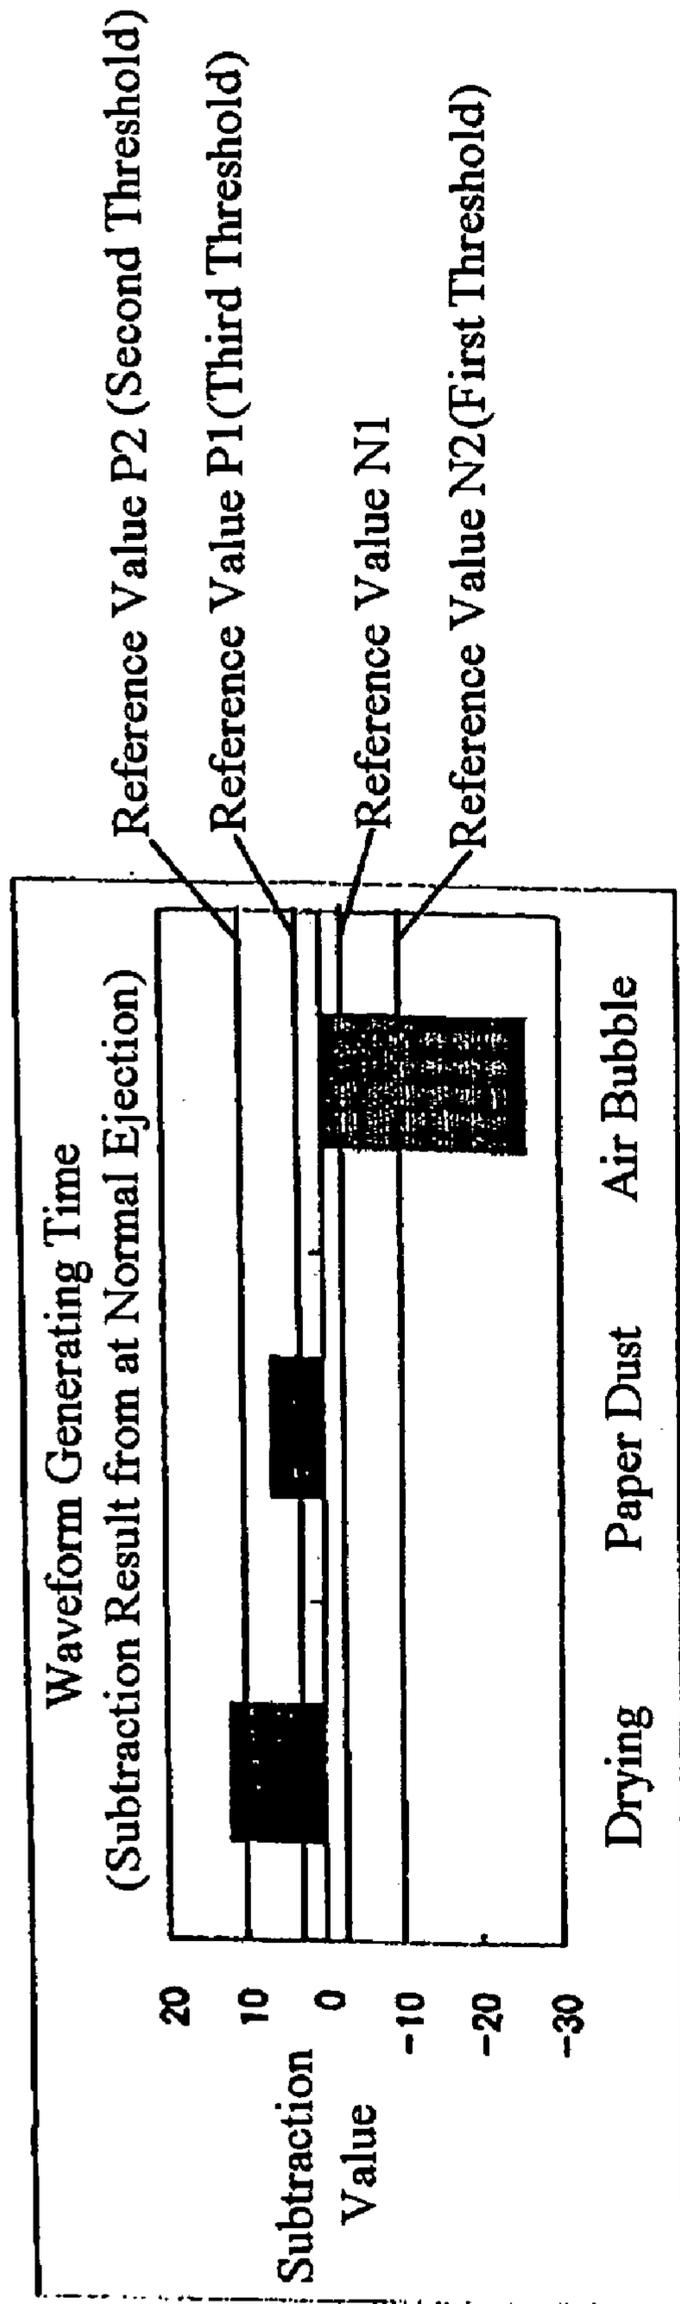 Waveform Generating Time
(Subtraction Result from at Normal Ejection)
Subtraction
Value
20
10
0
-10
-20
-30
Drying
Paper Dust
Air Bubble
Reference Value P2 (Second Threshold)
Reference Value P1(Third Threshold)
Reference Value N1
Reference Value N2(First Threshold)